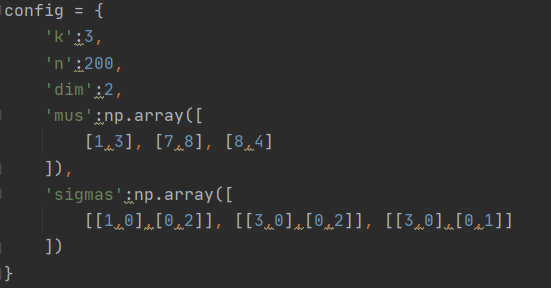 config = {
    'k':3,
    'n':200,
    'dim':2,
    'mus':np.array([
        [1,3], [7,8], [8,4]
    ]),
    'sigmas':np.array([
        [[1,0],[0,2]], [[3,0],[0,2]], [[3,0],[0,1]]
    ])
}